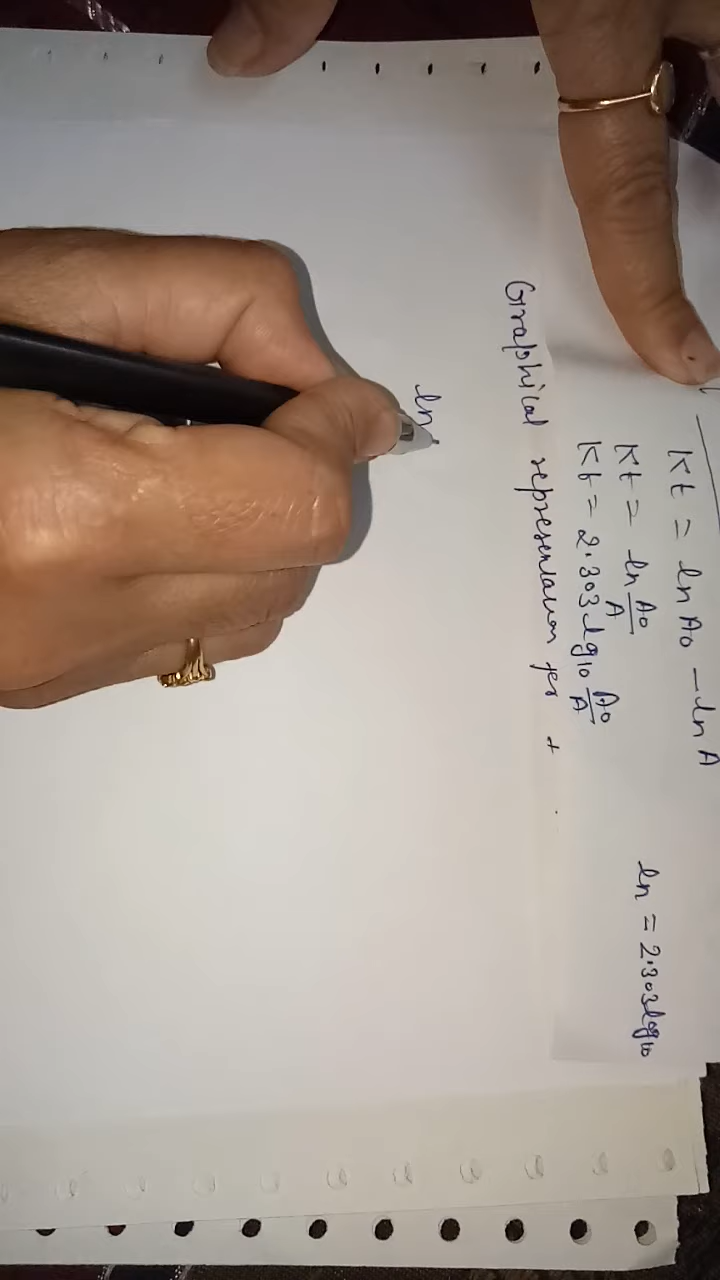 Kt = ln A0 - ln A
Kt = ln A0/A
ln = 2.303 log10
Kt = 2.303 log10 A0/A
Graphical representation
ln